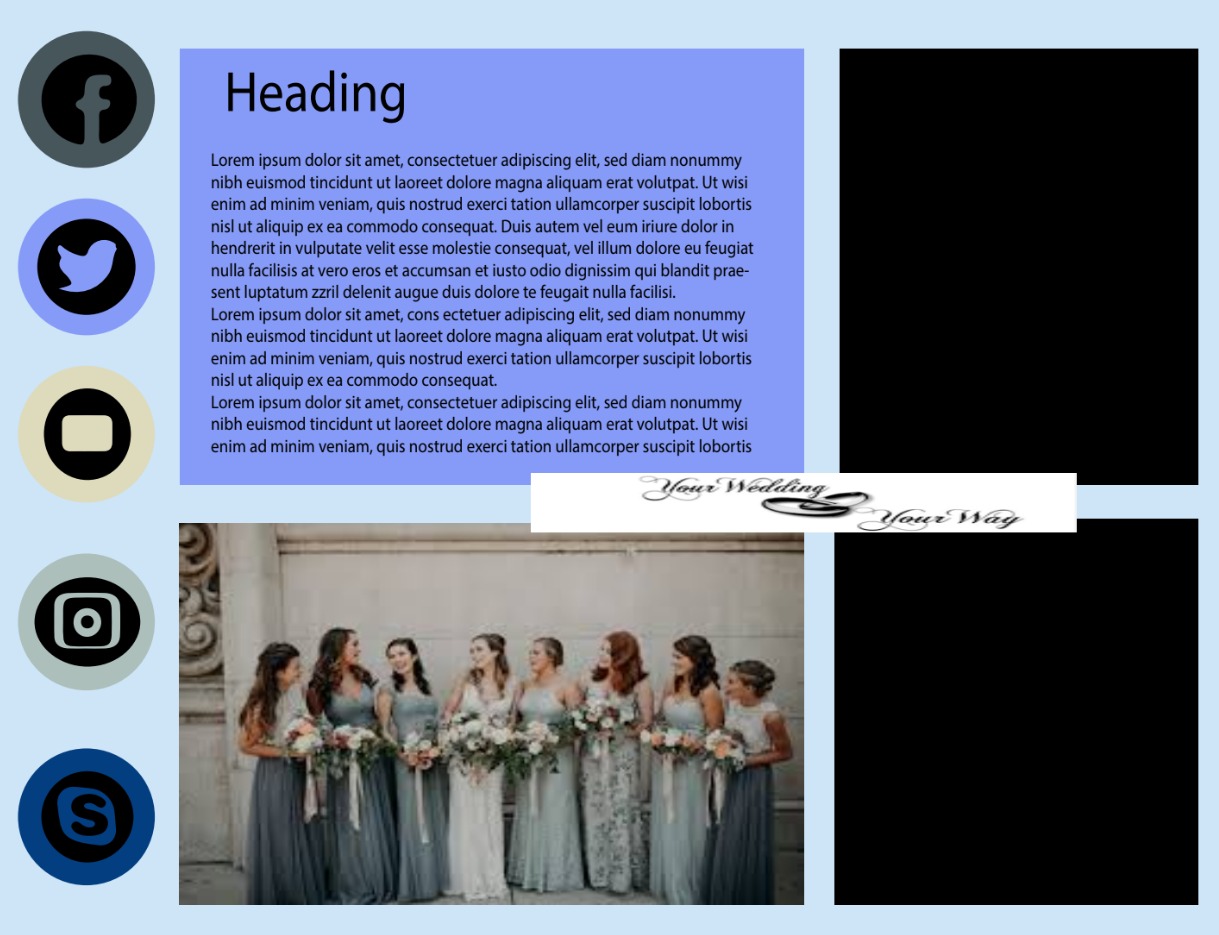 Heading
Lorem ipsum dolor sit amet, consectetuer adipiscing elit, sed diam nonummy
nibh euismod tincidunt ut laoreet dolore magna aliquam erat volutpat. Ut wisi
enim ad minim veniam, quis nostrud exerci tation ullamcorper suscipit lobortis
nisl ut aliquip ex ea commodo consequat. Duis autem vel eum iriure dolor in
hendrerit in vulputate velit esse molestie consequat, vel illum dolore eu feugiat
nulla facilisis at vero eros et accumsan et iusto odio dignissim qui blandit prae-
sent luptatum zzril delenit augue duis dolore te feugait nulla facilisi.
Lorem ipsum dolor sit amet, cons ectetuer adipiscing elit, sed diam nonummy
nibh euismod tincidunt ut laoreet dolore magna aliquam erat volutpat. Ut wisi
enim ad minim veniam, quis nostrud exerci tation ullamcorper suscipit lobortis
nisl ut aliquip ex ea commodo consequat.
Lorem ipsum dolor sit amet, consectetuer adipiscing elit, sed diam nonummy
nibh euismod tincidunt ut laoreet dolore magna aliquam erat volutpat. Ut wisi
enim ad minim veniam, quis nostrud exerci tation ullamcorper suscipit lobortis
Your Wedding
Your Way